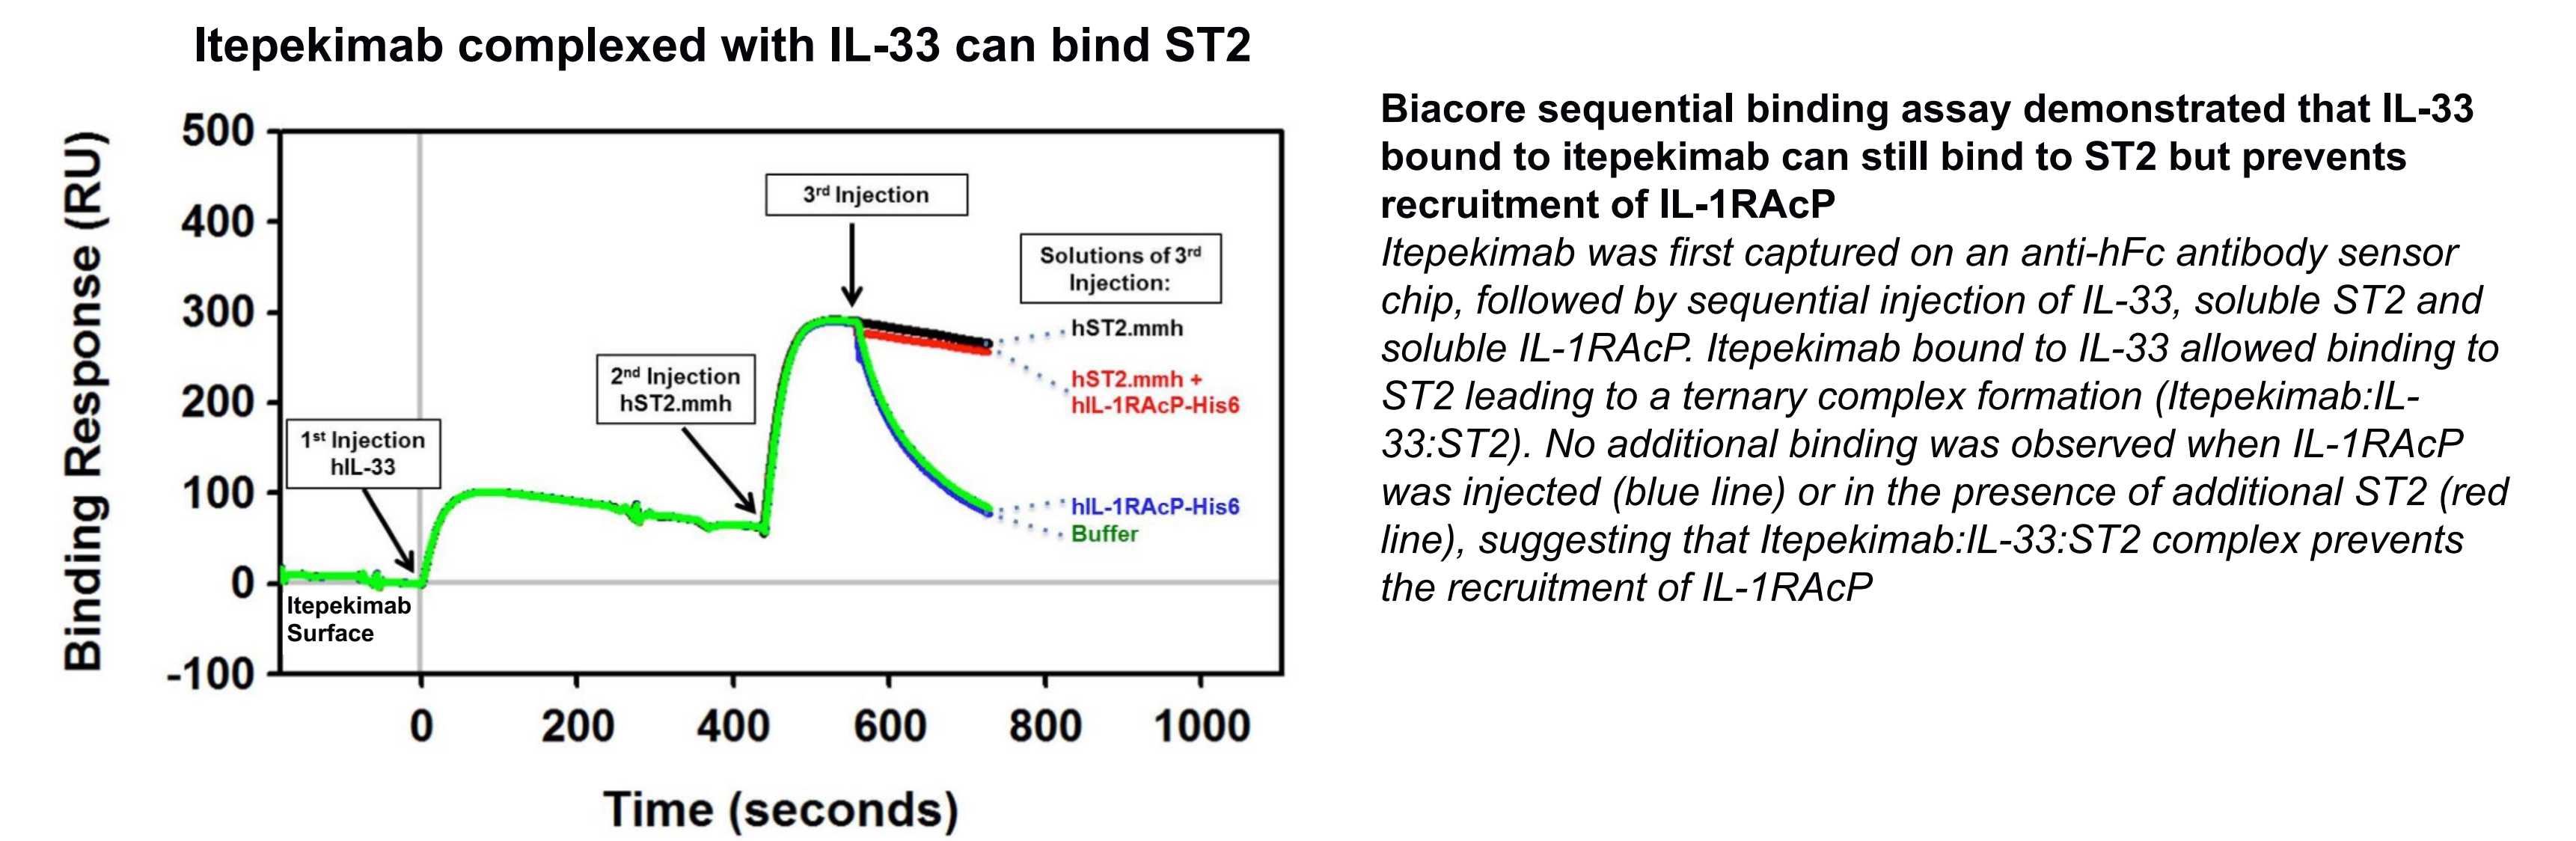 Itepekimab complexed with IL-33 can bind ST2
Binding Response (RU)
500
400
300
200
100
0
-100
1st Injection
hIL-33
2nd Injection
hST2.mmh
3rd Injection
Solutions of 3rd
Injection:
hST2.mmh
hST2.mmh +
hIL-1RAcP-His6
hIL-1RAcP-His6
Buffer
Itepekimab
Surface
0 200 400 600 800 1000
Time (seconds)
Biacore sequential binding assay demonstrated that IL-33
bound to itepekimab can still bind to ST2 but prevents
recruitment of IL-1RAcP
Itepekimab was first captured on an anti-hFc antibody sensor
chip, followed by sequential injection of IL-33, soluble ST2 and
soluble IL-1RAcP. Itepekimab bound to IL-33 allowed binding to
ST2 leading to a ternary complex formation (Itepekimab:IL-
33:ST2). No additional binding was observed when IL-1RAcP
was injected (blue line) or in the presence of additional ST2 (red
line), suggesting that Itepekimab:IL-33:ST2 complex prevents
the recruitment of IL-1RAcP